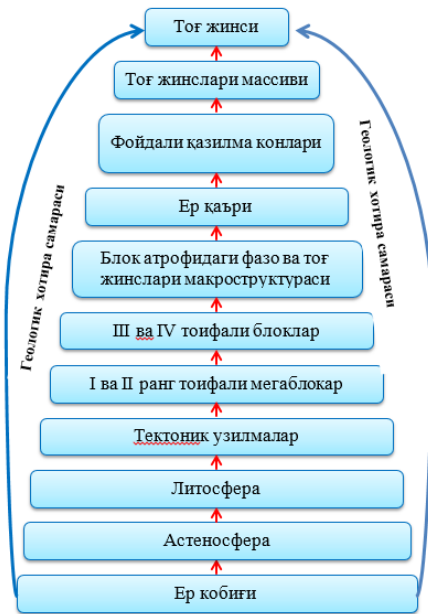 Тоғ жинси
Тоғ жинслари массиви
Фойдали қазилма конлари
Ер қаъри
Блок атрофидаги фазо ва тоғ
жинслари макроструктураси
III ва IV тоифали блоклар
I ва II ранг тоифали мегаблокар
Тектоник узилмалар
Литосфера
Астеносфера
Ер кобиғи
Геологик хотира самараси
Геологик хотира самараси